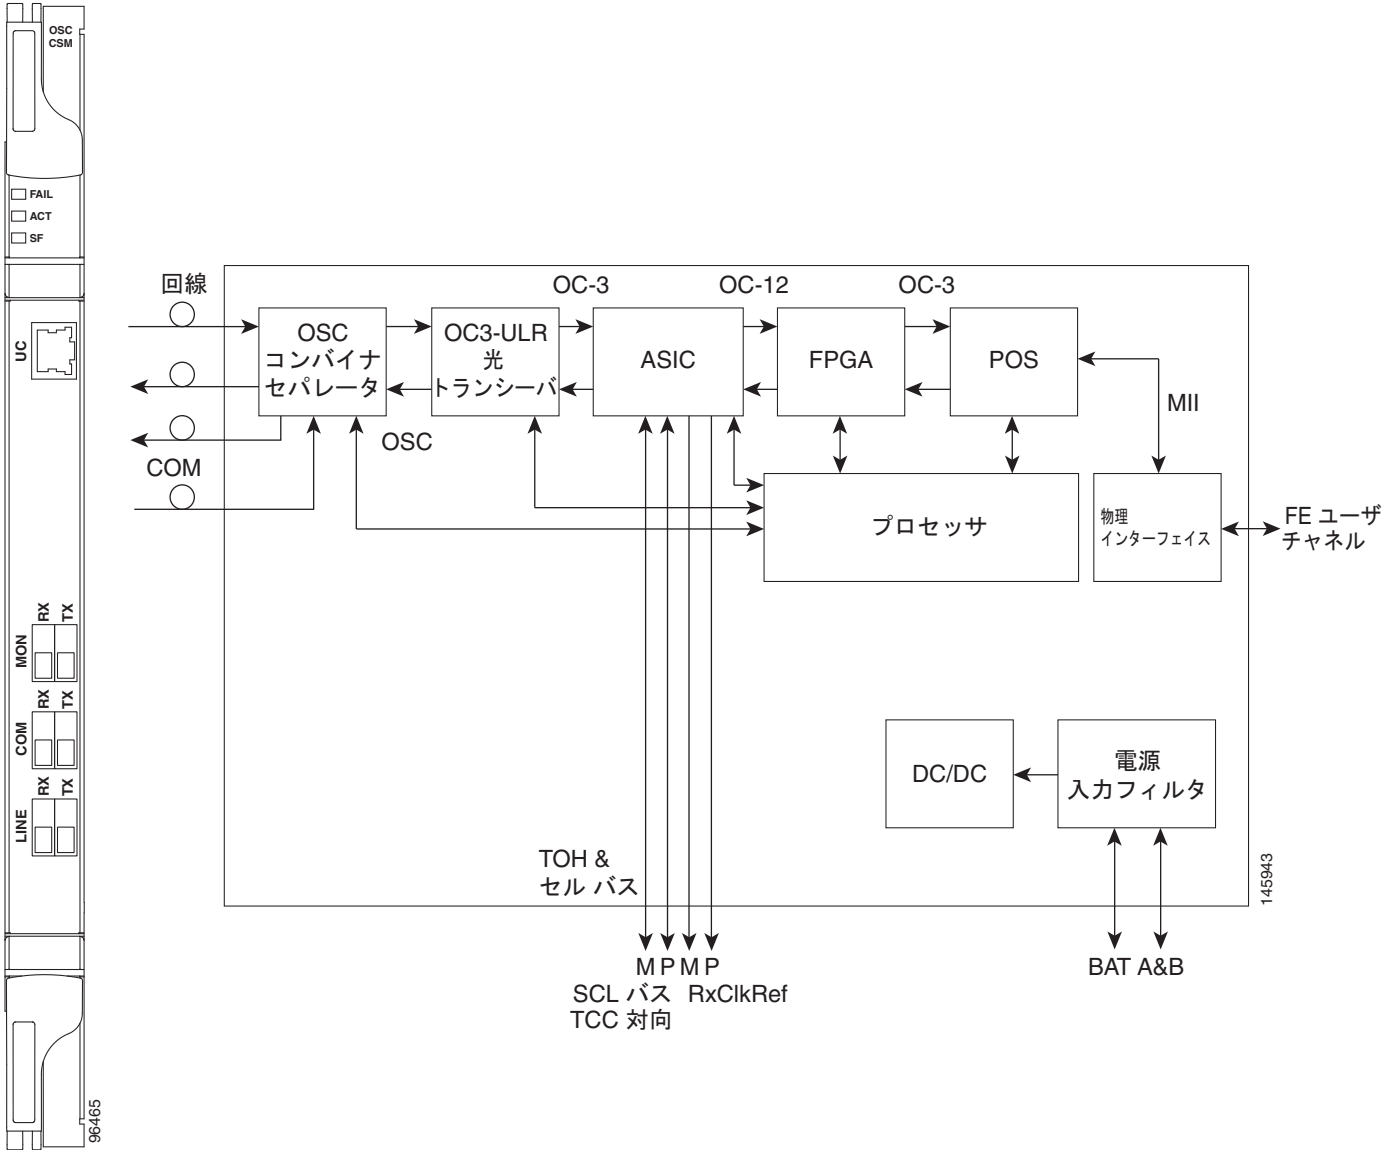 OSC
CSM
FAIL
ACT
SF
UC
RX
TX
MON
RX
TX
COM
RX
TX
LINE
96465
回線
COM
OC-3
OC-12
OC-3
OSC
コンバイナ
セパレータ
OC3-ULR
光
トランシーバ
ASIC
FPGA
POS
OSC
MII
プロセッサ
物理
インターフェイス
FE ユーザ
チャネル
DC/DC
電源
入力フィルタ
TOH &
セル バス
M P M P
SCL バス
TCC 対向
RxClkRef
BAT A&B
145943